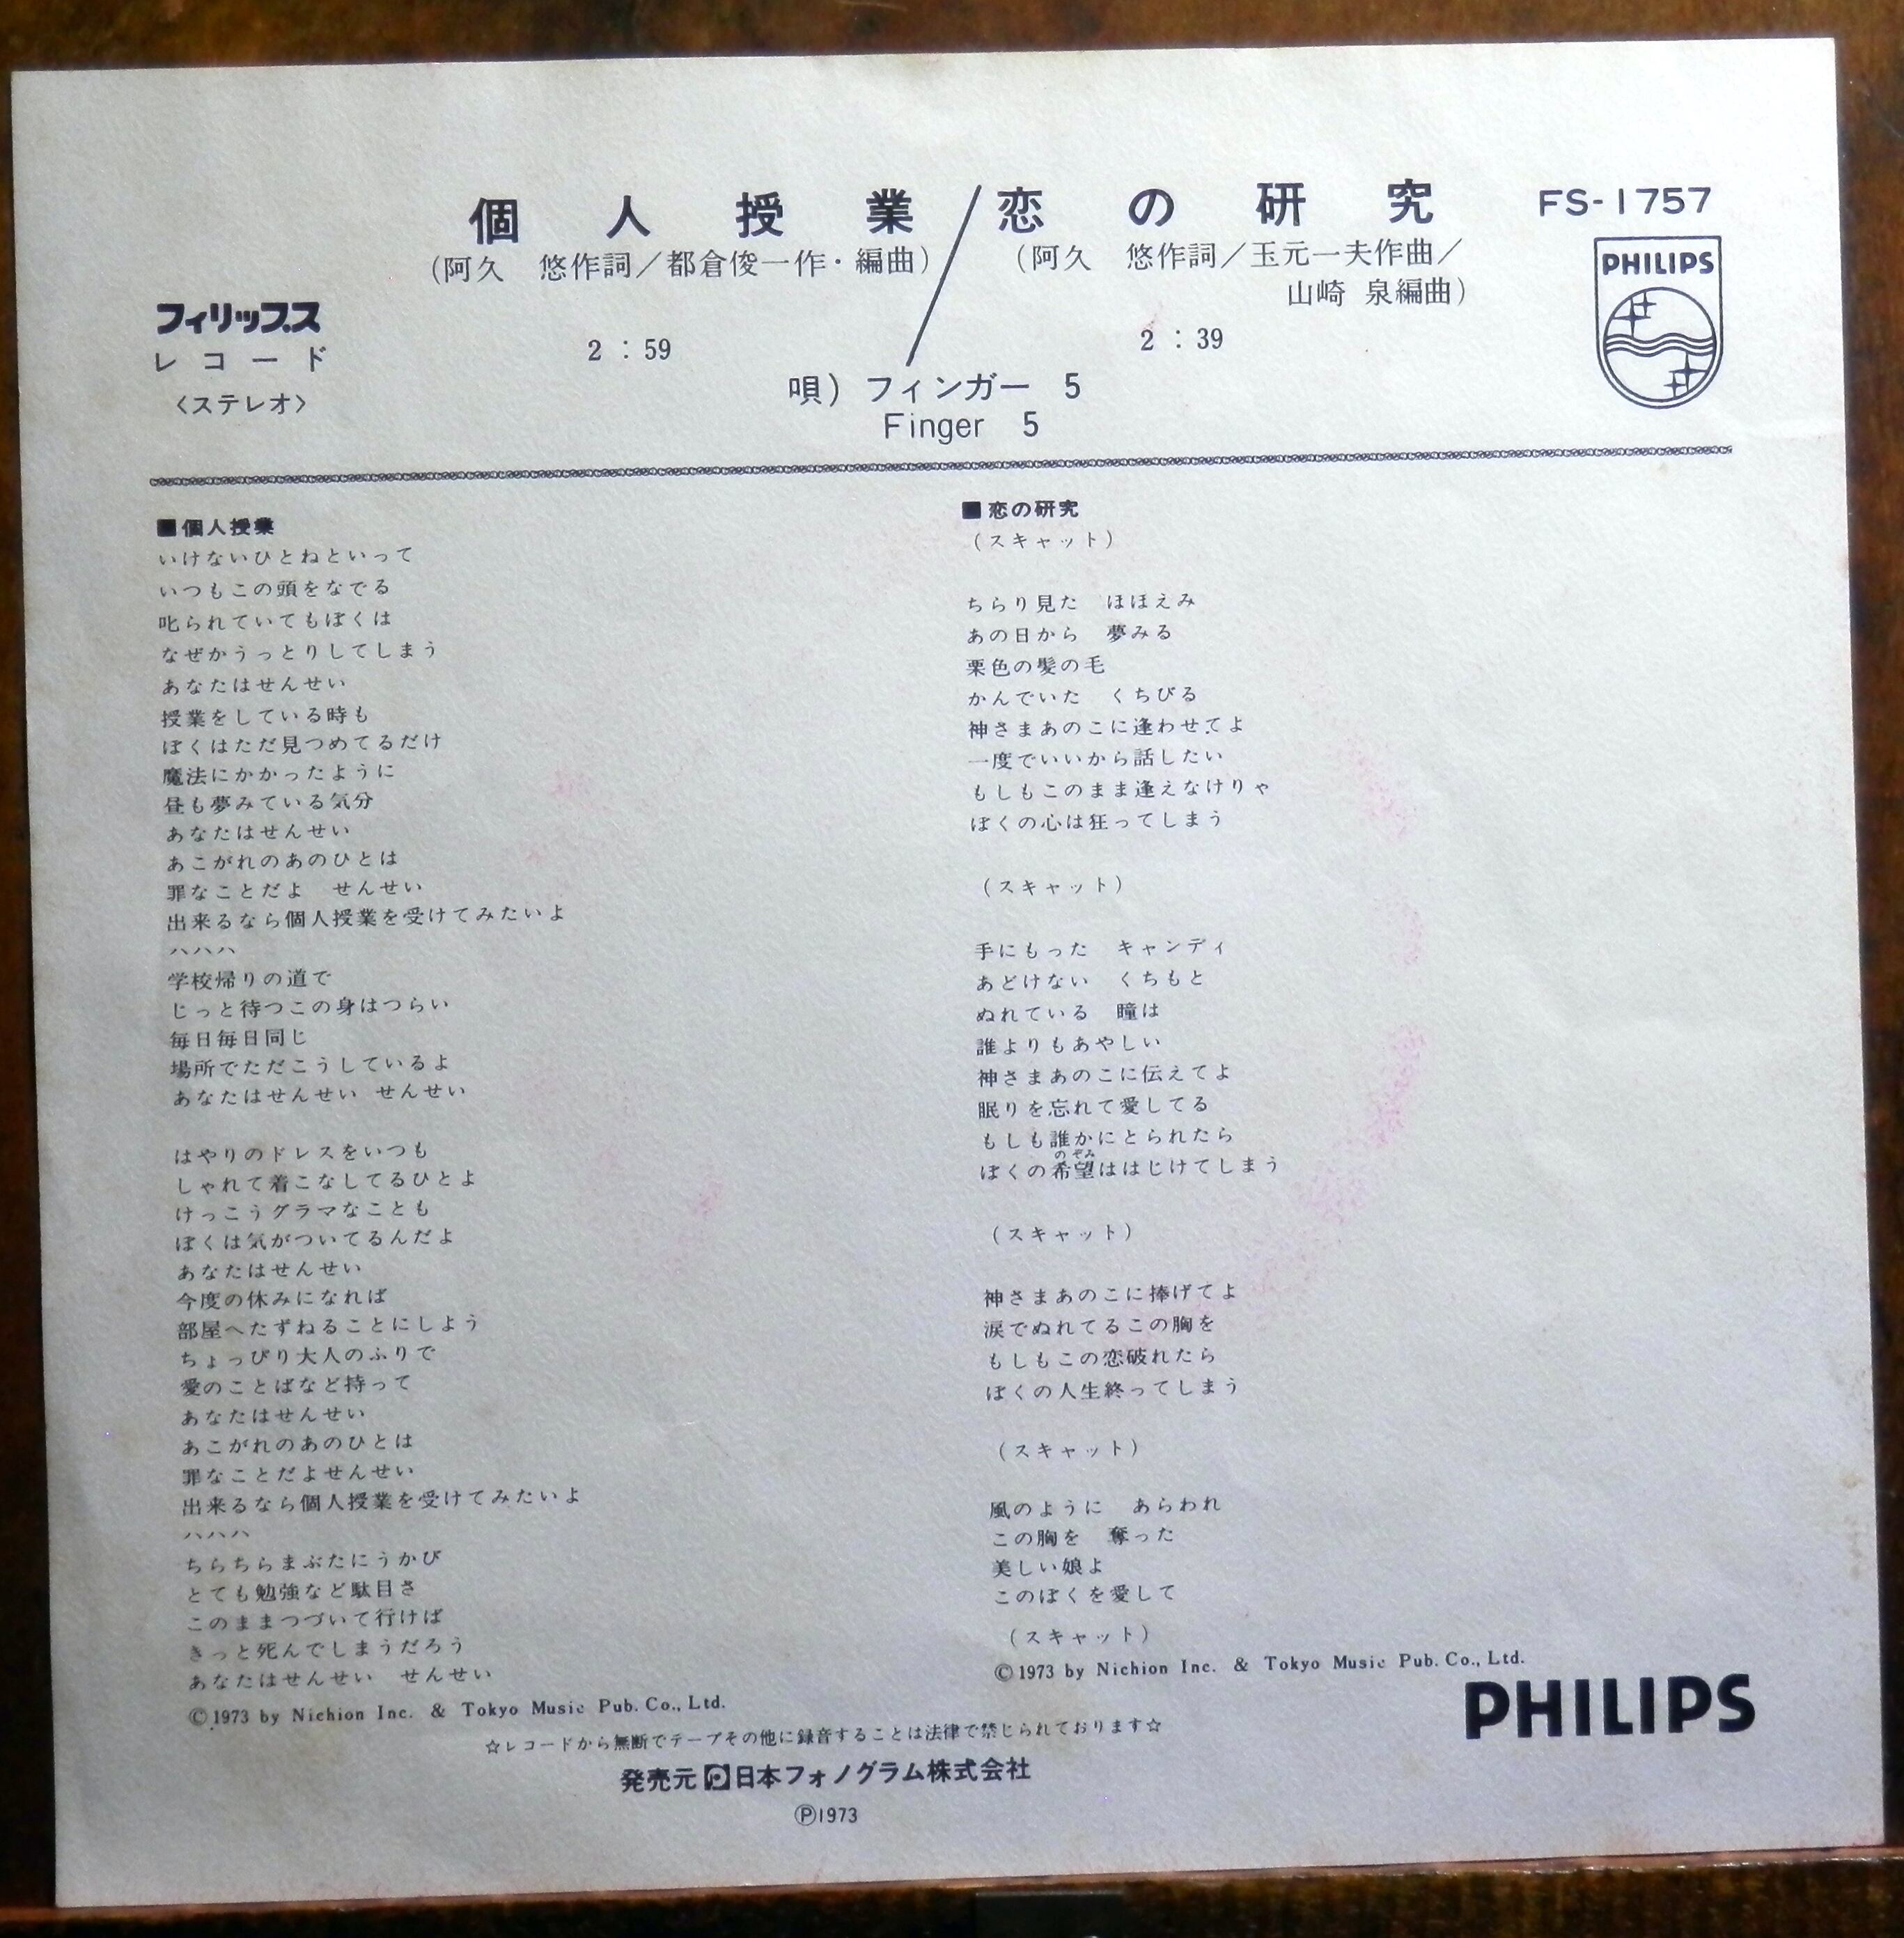 個人授業／恋の研究
FS-1757
(阿久　悠作詞／都倉俊一作・編曲)
(阿久　悠作詞／玉元一夫作曲／
山崎 泉編曲)
PHILIPS
フィリップス
レコード
〈ステレオ〉
2：59
2：39
唄）フィンガー 5
Finger 5
■個人授業
いけないひとねといって
いつもこの頭をなでる
叱られていてもぼくは
なぜかうっとりしてしまう
あなたはせんせい
授業をしている時も
ぼくはただ見つめてるだけ
魔法にかかったように
昼も夢みている気分
あなたはせんせい
あこがれのあのひとは
罪なことだよ　せんせい
出来るなら個人授業を受けてみたいよ
ハハハ
学校帰りの道で
じっと待つこの身はつらい
毎日毎日同じ
場所でただこうしているよ
あなたはせんせい せんせい
はやりのドレスをいつも
しゃれて着こなしてるひとよ
けっこうグラマなことも
ぼくは気がついてるんだよ
あなたはせんせい
今度の休みになれば
部屋へたずねることにしよう
ちょっぴり大人のふりで
愛のことばなど持って
あなたはせんせい
あこがれのあのひとは
罪なことだよせんせい
出来るなら個人授業を受けてみたいよ
ハハハ
ちらちらまぶたにうかび
とても勉強など駄目さ
このままつづいて行けば
きっと死んでしまうだろう
あなたはせんせい　せんせい
©1973 by Nichion Inc. & Tokyo Music Pub. Co., Ltd.
■恋の研究
（スキャット）
ちらり見た　ほほえみ
あの日から　夢みる
栗色の髪の毛
かんでいた　くちびる
神さまあのこに逢わせてよ
一度でいいから話したい
もしもこのまま逢えなけりゃ
ぼくの心は狂ってしまう
（スキャット）
手にもった　キャンディ
あどけない　くちもと
ぬれている　瞳は
誰よりもあやしい
神さまあのこに伝えてよ
眠りを忘れて愛してる
もしも誰かにとられたら
のぞみ
ぼくの希望ははじけてしまう
（スキャット）
神さまあのこに捧げてよ
涙でぬれてるこの胸を
もしもこの恋破れたら
ぼくの人生終ってしまう
（スキャット）
風のように　あらわれ
この胸を　奪った
美しい娘よ
このぼくを愛して
（スキャット）
©1973 by Nichion Inc. & Tokyo Music Pub. Co., Ltd.
PHILIPS
☆レコードから無断でテープその他に録音することは法律で禁じられております☆
発売元 日本フォノグラム株式会社
Ⓟ1973